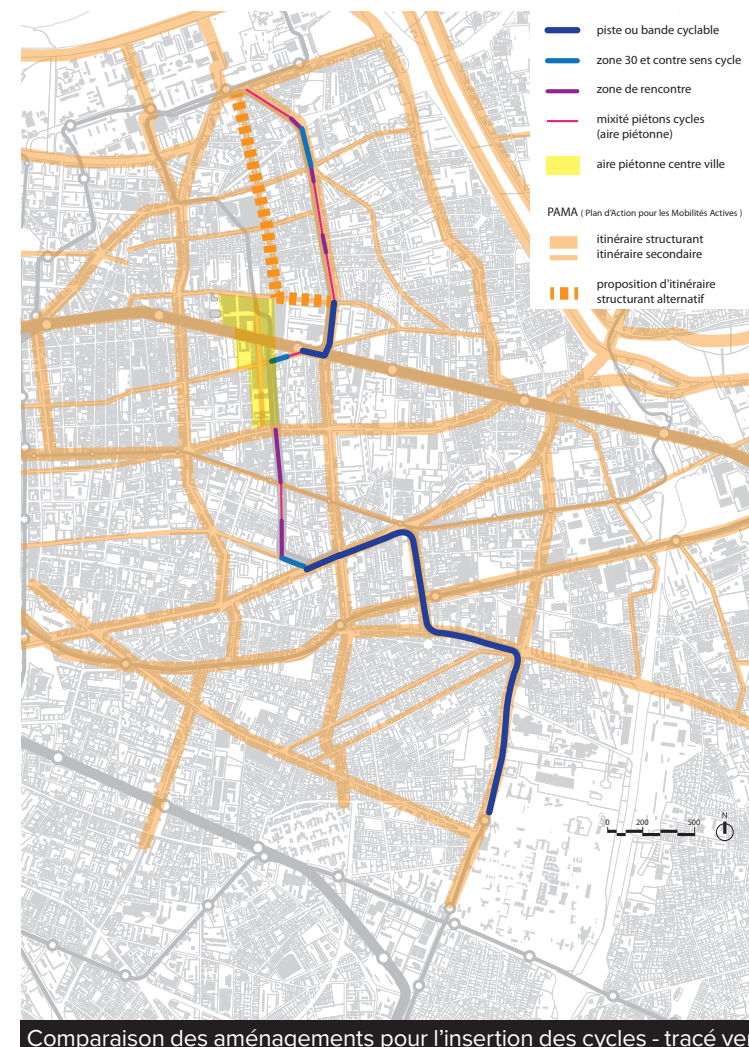 piste ou bande cyclable
zone 30 et contre sens cycle
zone de rencontre
mixité piétons cycles
(aire piétonne)
aire piétonne centre ville
PAMA ( Plan d'Action pour les Mobilités Actives )
itinéraire structurant
itinéraire secondaire
proposition d'itinéraire
structurant alternatif
N
0 200 500
Comparaison des aménagements pour l'insertion des cycles - tracé ve